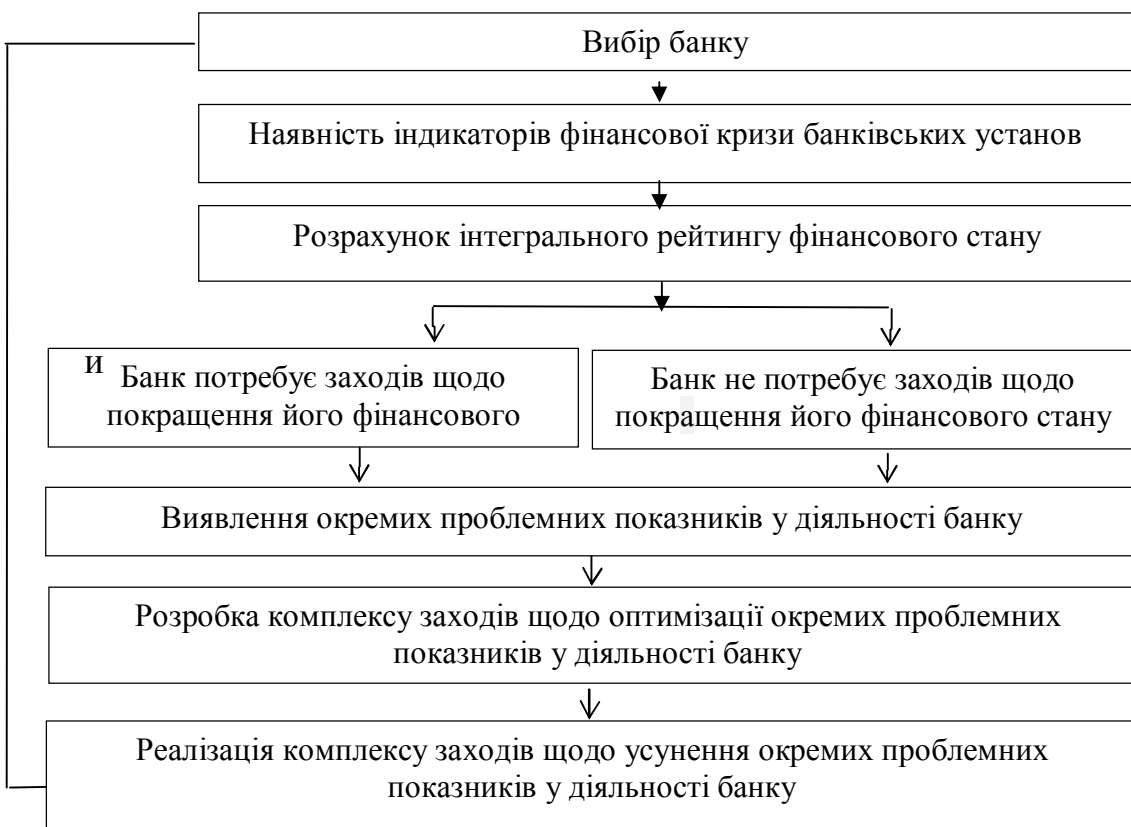 Вибір банку
Наявність індикаторів фінансової кризи банківських установ
Розрахунок інтегрального рейтингу фінансового стану
и
Банк потребує заходів щодо
покращення його фінансового
Банк не потребує заходів щодо
покращення його фінансового стану
Виявлення окремих проблемних показників у діяльності банку
Розробка комплексу заходів щодо оптимізації окремих проблемних
показників у діяльності банку
Реалізація комплексу заходів щодо усунення окремих проблемних
показників у діяльності банку